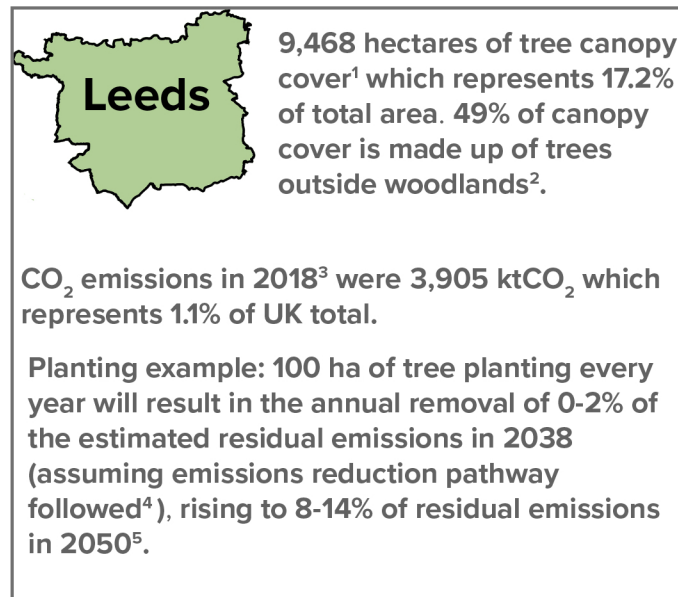 Leeds
9,468 hectares of tree canopy
cover¹ which represents 17.2%
of total area. 49% of canopy
cover is made up of trees
outside woodlands².
CO₂ emissions in 2018³ were 3,905 ktCO₂ which
represents 1.1% of UK total.
Planting example: 100 ha of tree planting every
year will result in the annual removal of 0-2% of
the estimated residual emissions in 2038
(assuming emissions reduction pathway
followed⁴), rising to 8-14% of residual emissions
in 2050⁵.